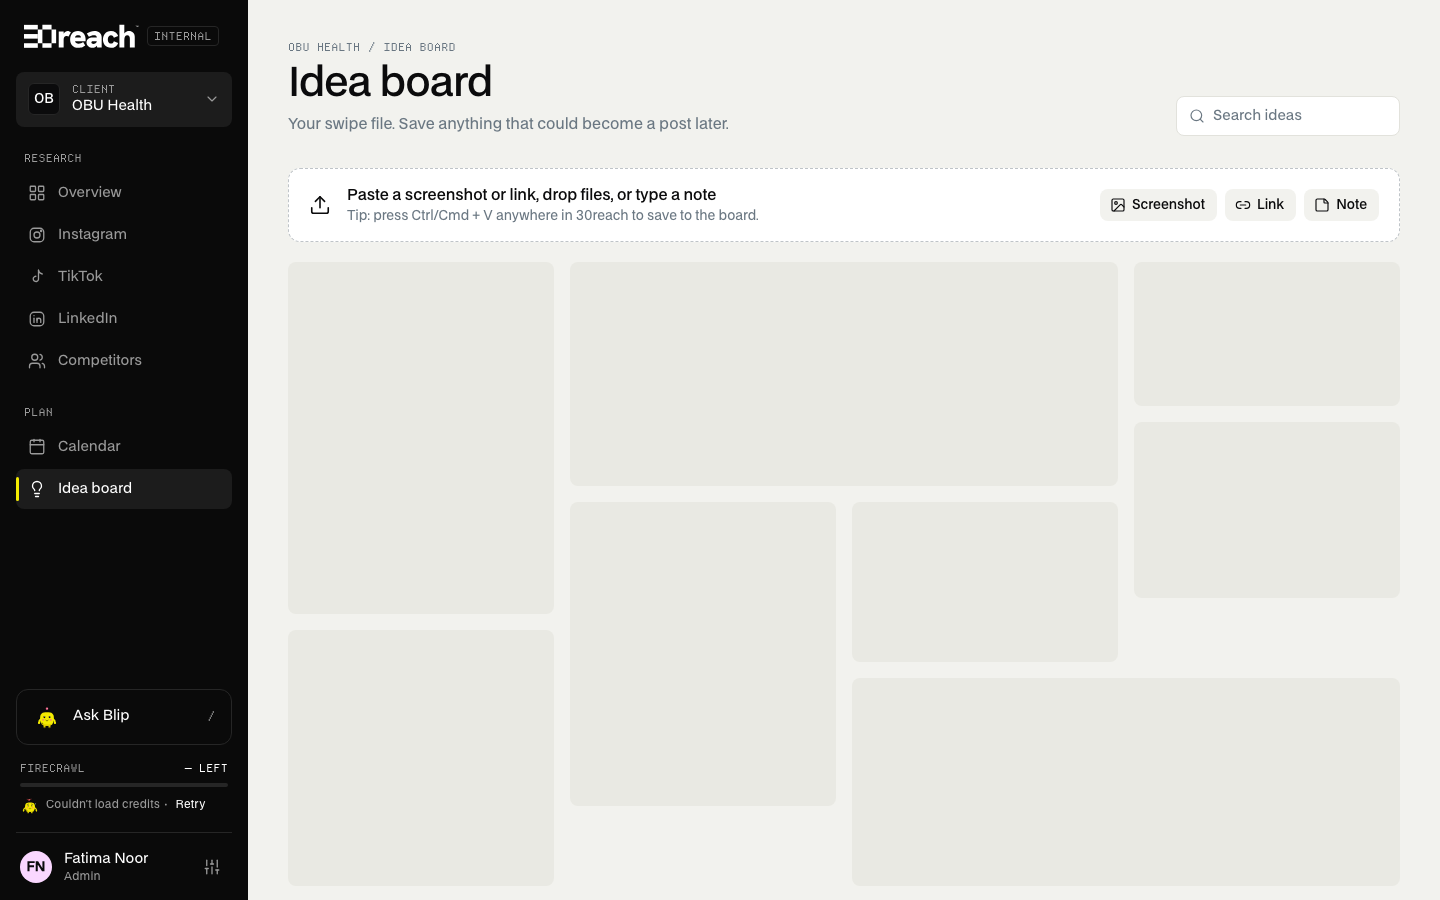 30reach INTERNAL
OB
CLIENT
OBU Health
RESEARCH
Overview
Instagram
TikTok
LinkedIn
Competitors
PLAN
Calendar
Idea board
Ask Blip /
FIRECRAWL — LEFT
Couldn't load credits · Retry
FN
Fatima Noor
Admin
OBU HEALTH / IDEA BOARD
Idea board
Your swipe file. Save anything that could become a post later.
Search ideas
Paste a screenshot or link, drop files, or type a note
Tip: press Ctrl/Cmd + V anywhere in 30reach to save to the board.
Screenshot
Link
Note